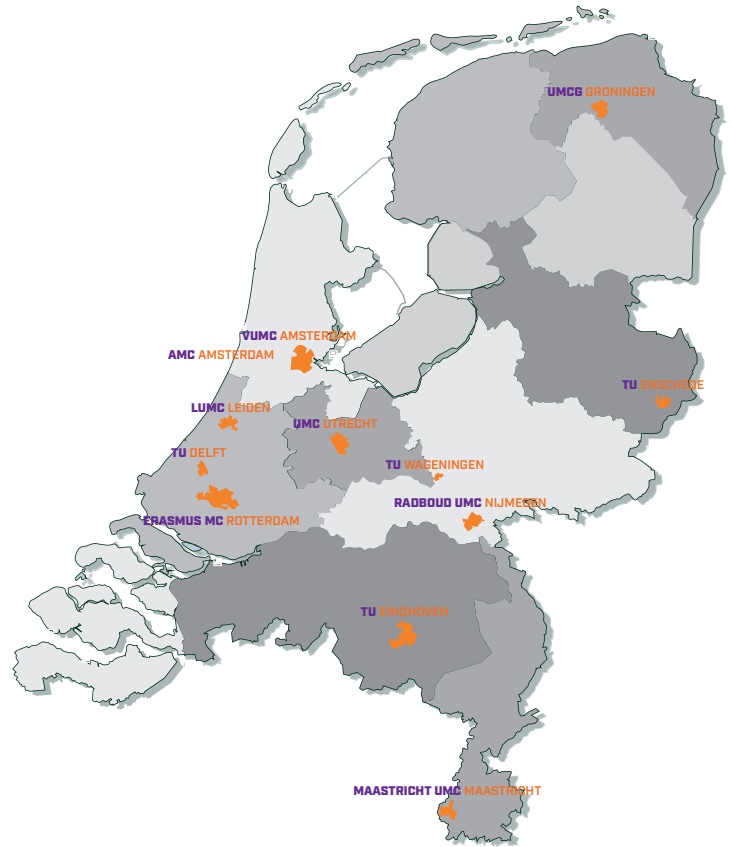 UMCG GRONINGEN
VUMC AMSTERDAM
AMC AMSTERDAM
TU ENSCHEDE
LUMC LEIDEN
UMC UTRECHT
TU DELFT
TU WAGENINGEN
RADBOUD UMC NIJMEGEN
ERASMUS MC ROTTERDAM
TU EINDHOVEN
MAASTRICHT UMC MAASTRICHT